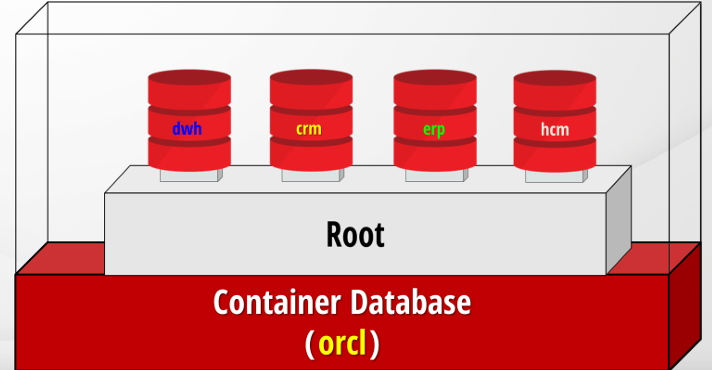 dwh crm erp hcm
Root
Container Database
(orcl)